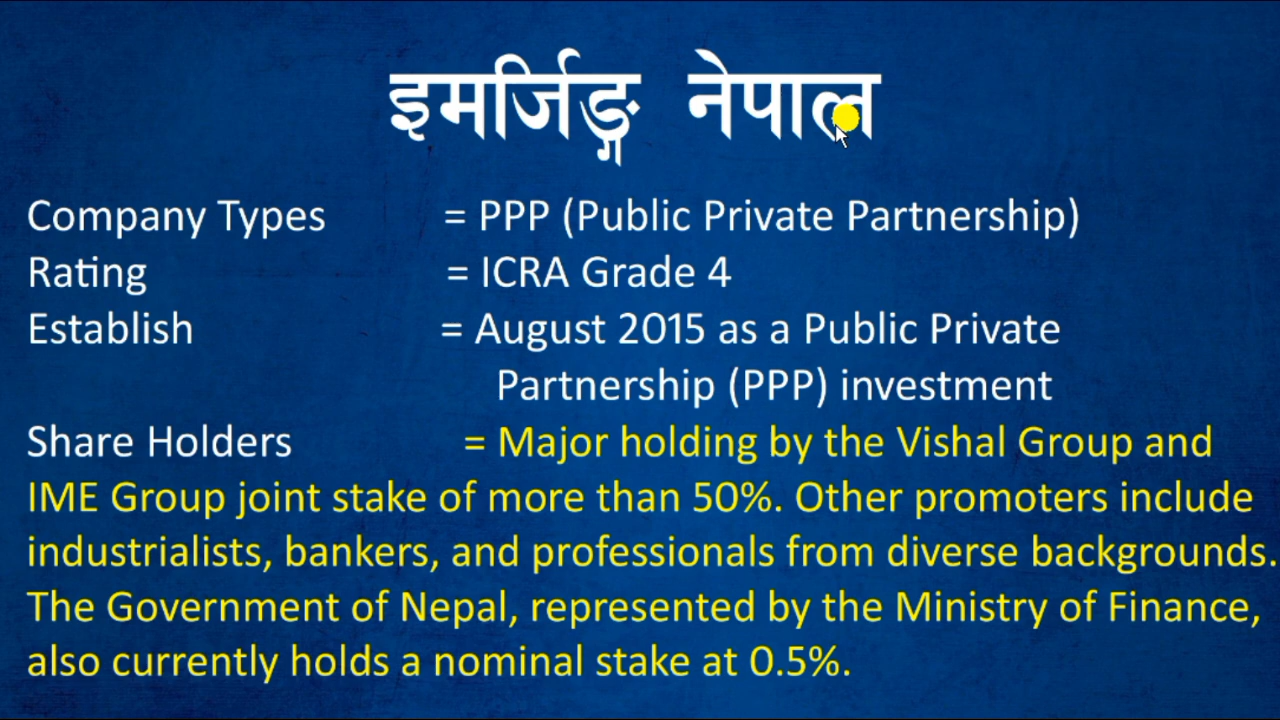 इमर्जिङ्ग नेपाल
Company Types = PPP (Public Private Partnership)
Rating = ICRA Grade 4
Establish = August 2015 as a Public Private
Partnership (PPP) investment
Share Holders = Major holding by the Vishal Group and
IME Group joint stake of more than 50%. Other promoters include
industrialists, bankers, and professionals from diverse backgrounds.
The Government of Nepal, represented by the Ministry of Finance,
also currently holds a nominal stake at 0.5%.